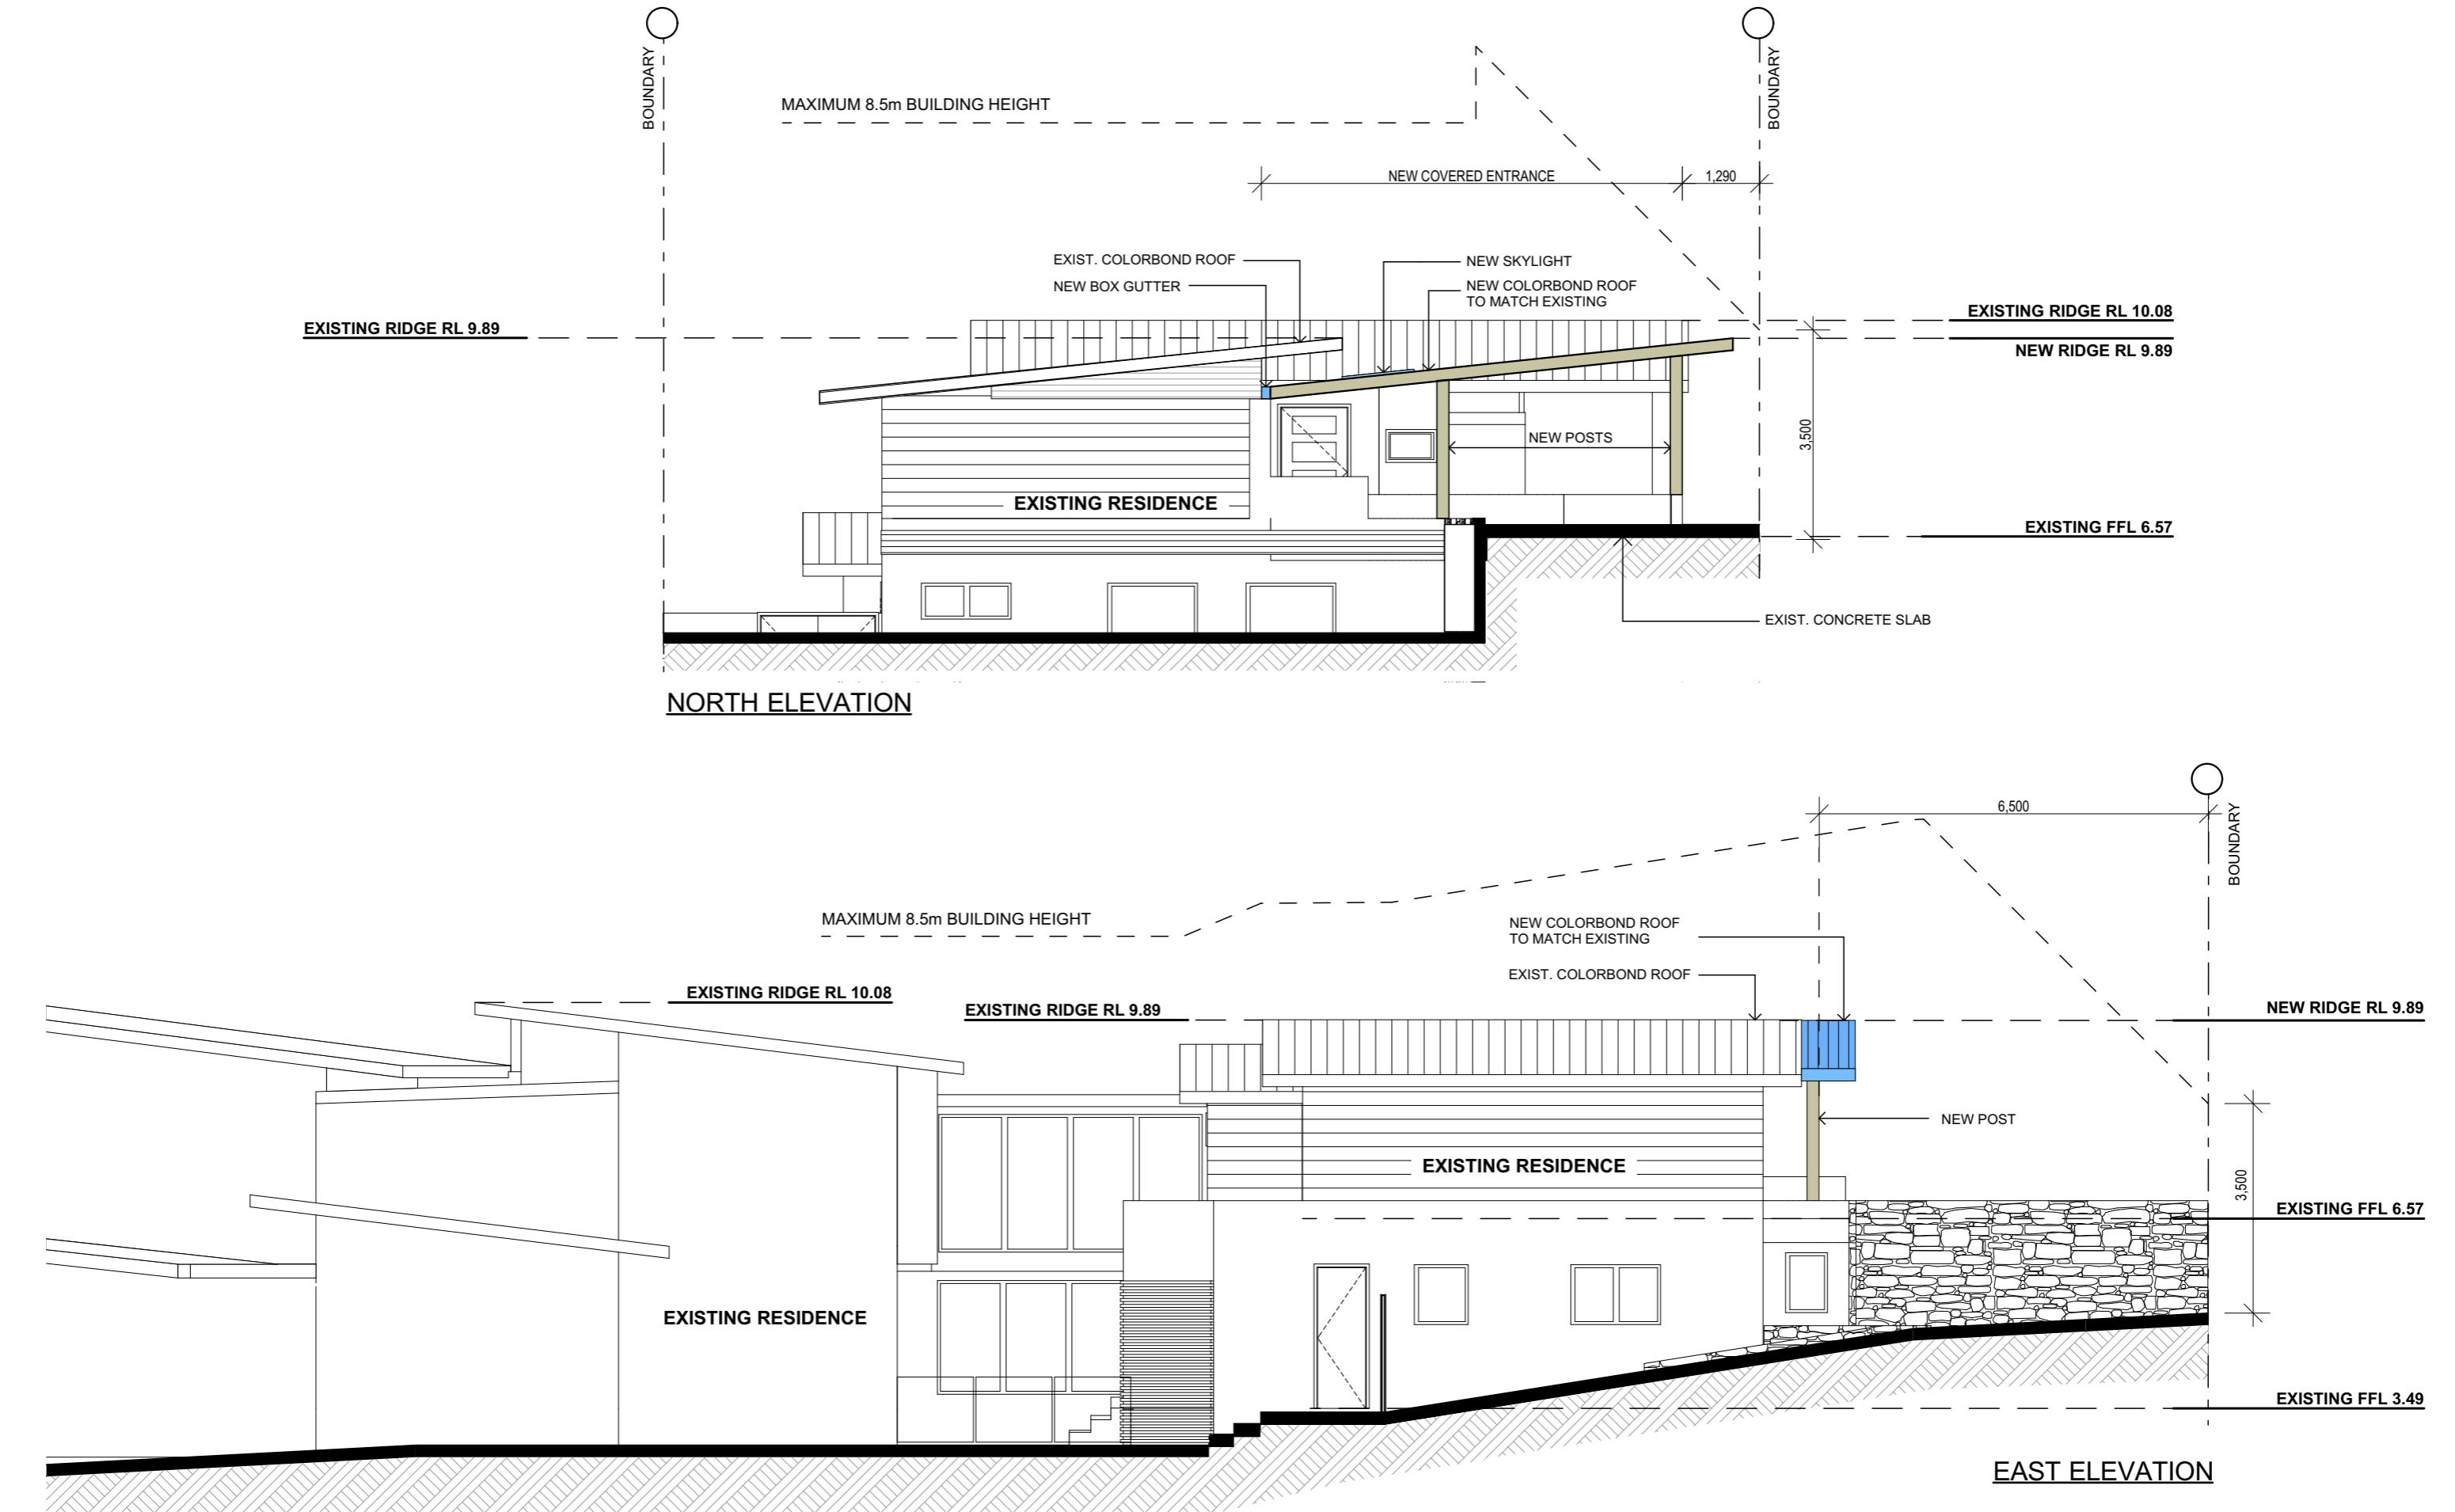 BOUNDARY
BOUNDARY
MAXIMUM 8.5m BUILDING HEIGHT
NEW COVERED ENTRANCE
1,290
EXIST. COLORBOND ROOF
NEW SKYLIGHT
NEW BOX GUTTER
NEW COLORBOND ROOF
TO MATCH EXISTING
EXISTING RIDGE RL 9.89
EXISTING RIDGE RL 10.08
NEW RIDGE RL 9.89
NEW POSTS
3,500
EXISTING RESIDENCE
EXISTING FFL 6.57
EXIST. CONCRETE SLAB
NORTH ELEVATION
6,500
BOUNDARY
MAXIMUM 8.5m BUILDING HEIGHT
NEW COLORBOND ROOF
TO MATCH EXISTING
EXIST. COLORBOND ROOF
EXISTING RIDGE RL 10.08
EXISTING RIDGE RL 9.89
NEW RIDGE RL 9.89
NEW POST
EXISTING RESIDENCE
3,500
EXISTING FFL 6.57
EXISTING RESIDENCE
EXISTING FFL 3.49
EAST ELEVATION